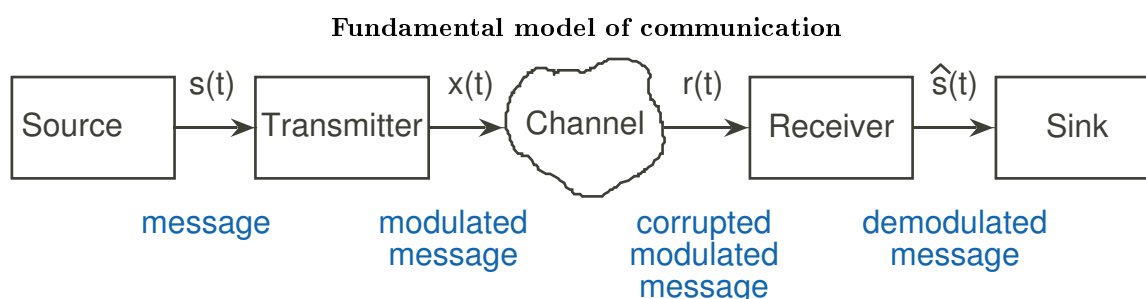 Fundamental model of communication
s(t) x(t) r(t) ŝ(t)
Source Transmitter Channel Receiver Sink
message modulated corrupted demodulated
message modulated message
message